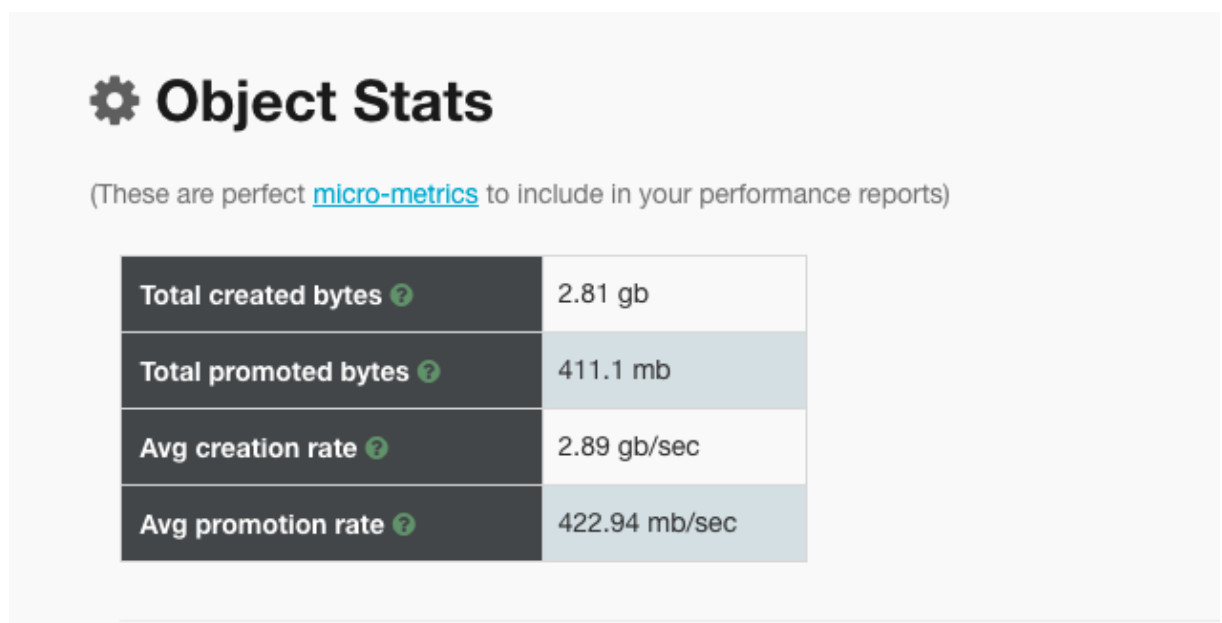 Object Stats
(These are perfect micro-metrics to include in your performance reports)
Total created bytes ? 2.81 gb
Total promoted bytes ? 411.1 mb
Avg creation rate ? 2.89 gb/sec
Avg promotion rate ? 422.94 mb/sec